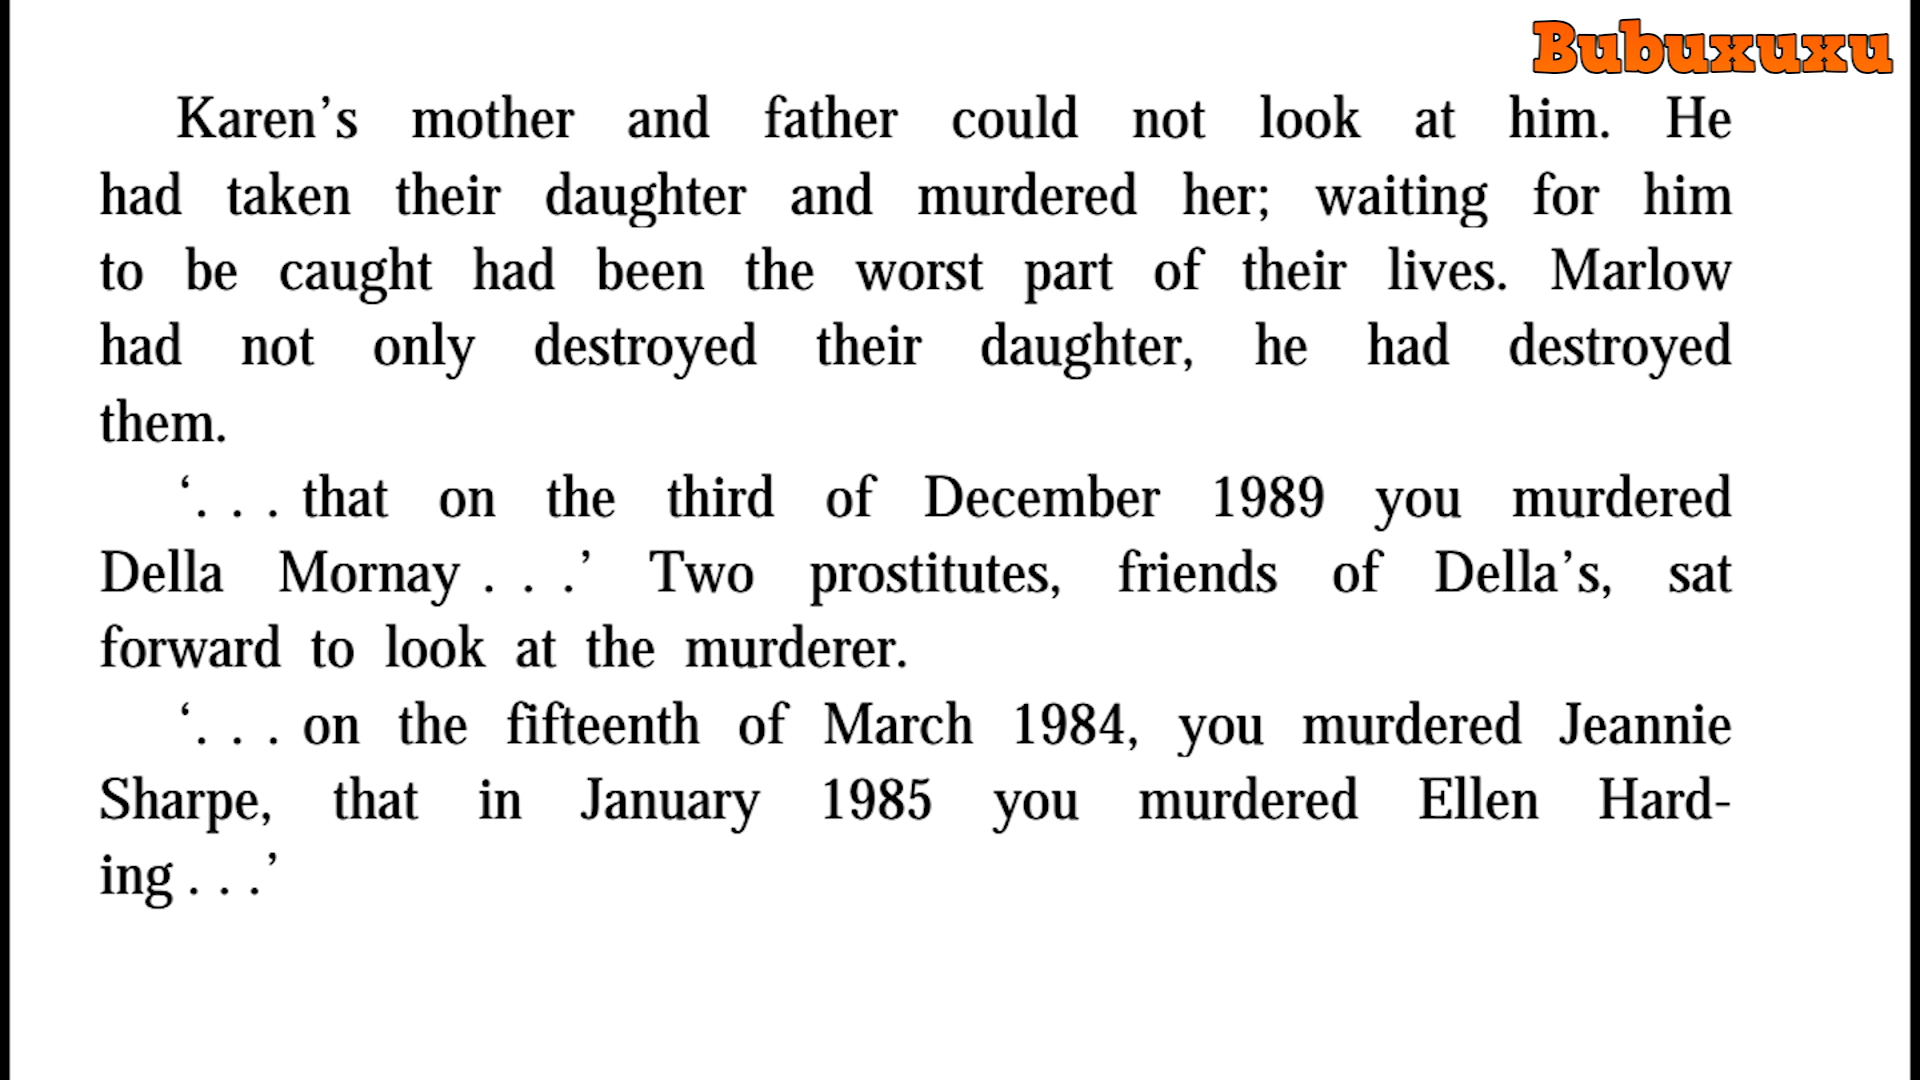 Bubuxuxu
Karen’s mother and father could not look at him. He
had taken their daughter and murdered her; waiting for him
to be caught had been the worst part of their lives. Marlow
had not only destroyed their daughter, he had destroyed
them.
‘. . . that on the third of December 1989 you murdered
Della Mornay . . .’ Two prostitutes, friends of Della’s, sat
forward to look at the murderer.
‘. . . on the fifteenth of March 1984, you murdered Jeannie
Sharpe, that in January 1985 you murdered Ellen Hard-
ing . . .’